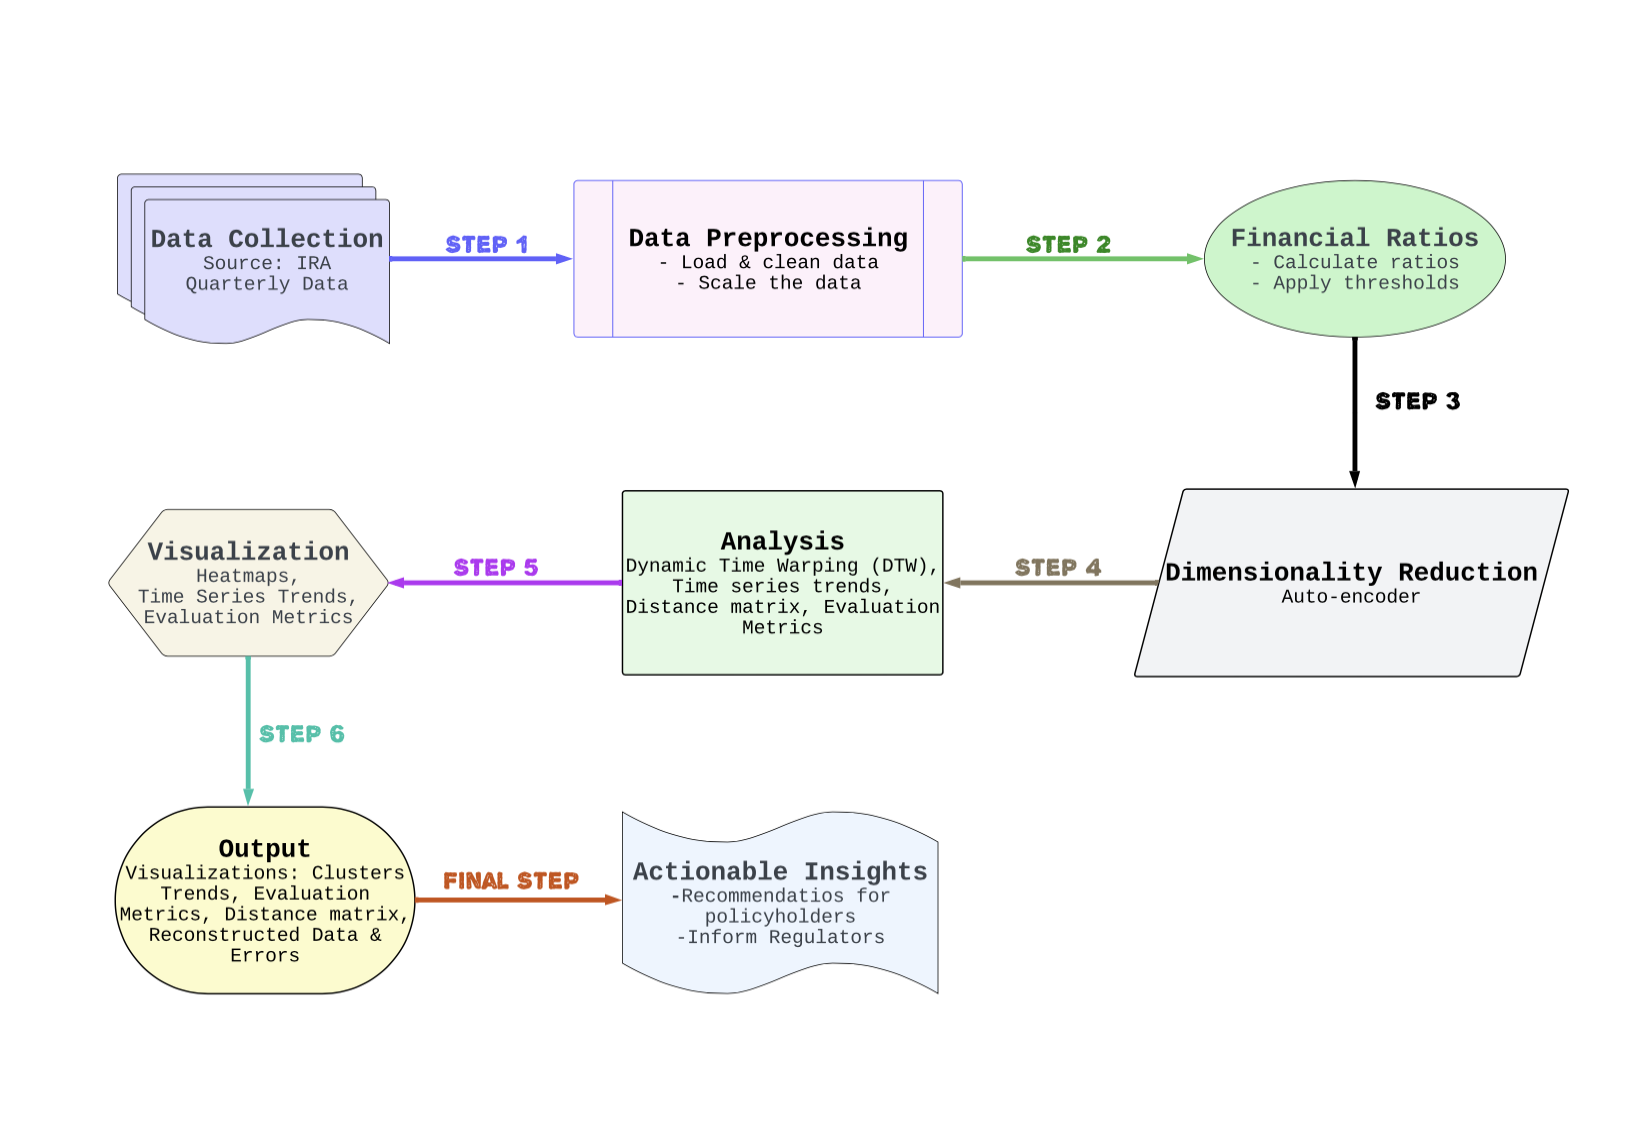 Data Collection
Source: IRA
Quarterly Data
STEP 1
Data Preprocessing
- Load & clean data
- Scale the data
STEP 2
Financial Ratios
- Calculate ratios
- Apply thresholds
STEP 3
Dimensionality Reduction
Auto-encoder
STEP 4
Analysis
Dynamic Time Warping (DTW),
Time series trends,
Distance matrix, Evaluation
Metrics
STEP 5
Visualization
Heatmaps,
Time Series Trends,
Evaluation Metrics
STEP 6
Output
Visualizations: Clusters
Trends, Evaluation
Metrics, Distance matrix,
Reconstructed Data &
Errors
FINAL STEP
Actionable Insights
-Recommendatios for
policyholders
-Inform Regulators